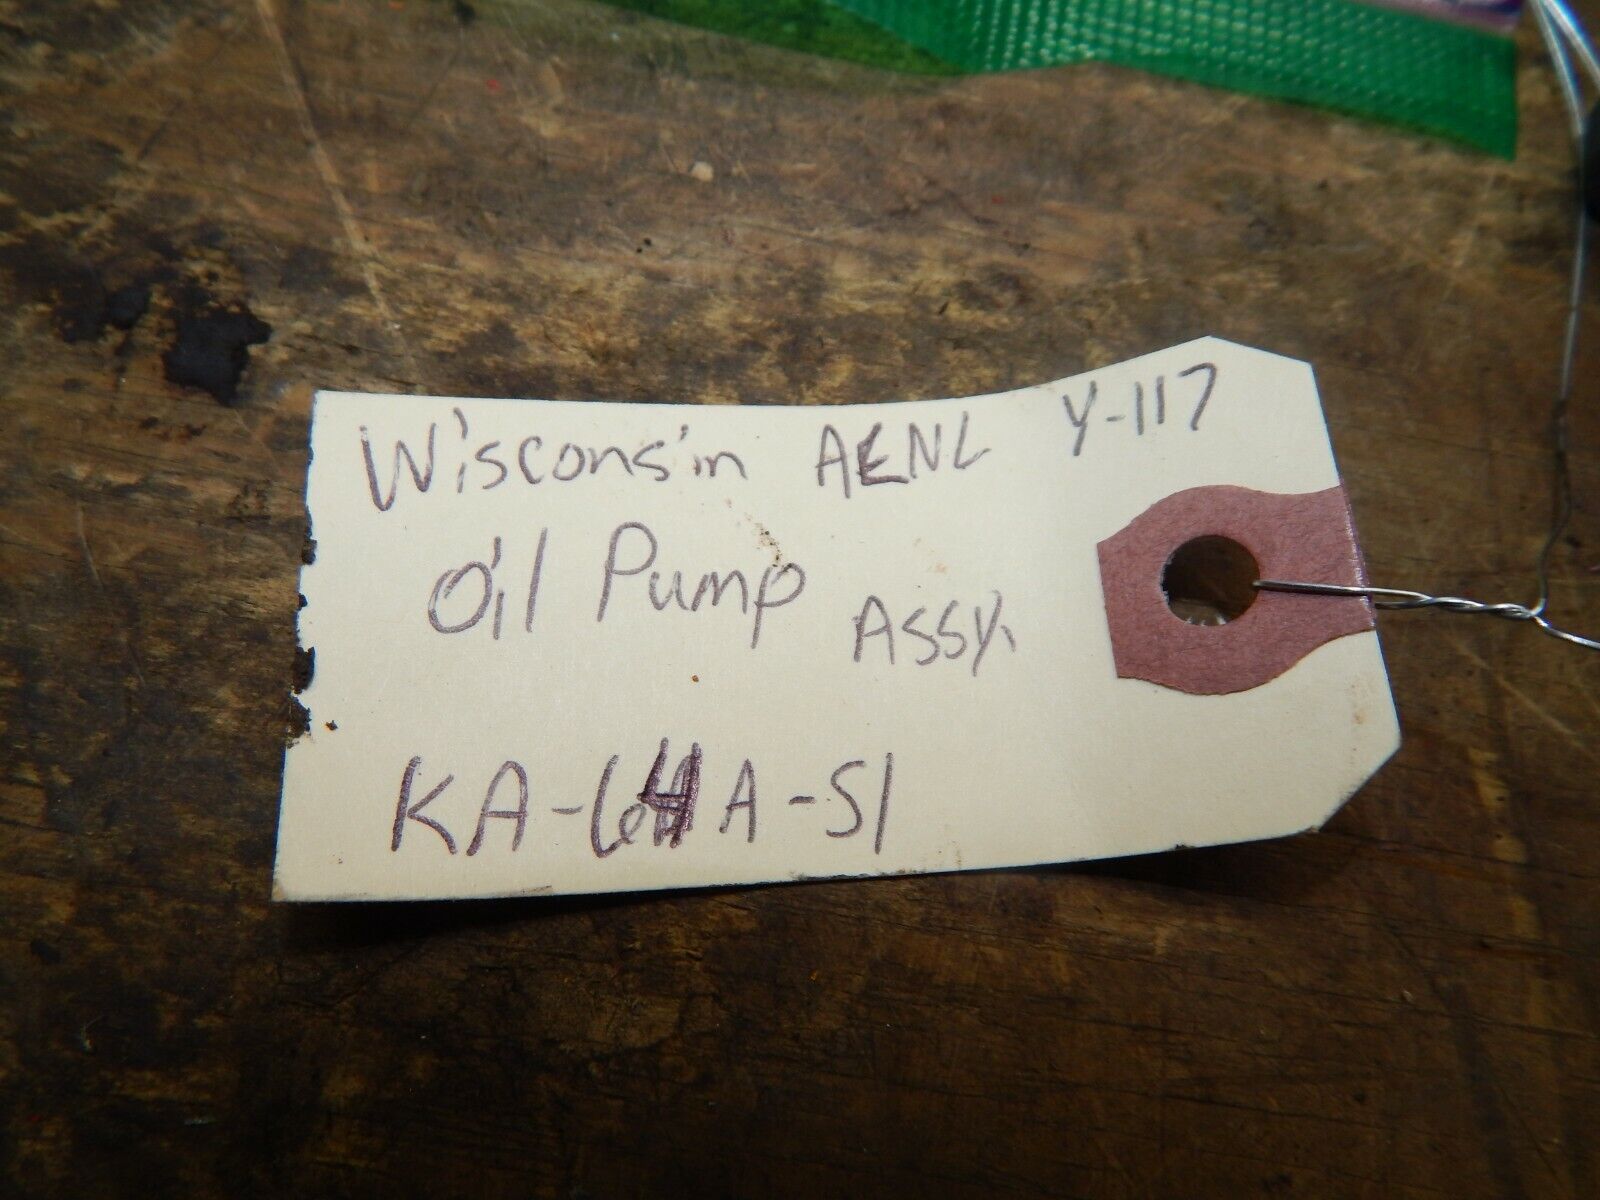 Wisconsin AENL Y-117
Oil Pump Assy.
KA-64A-S1